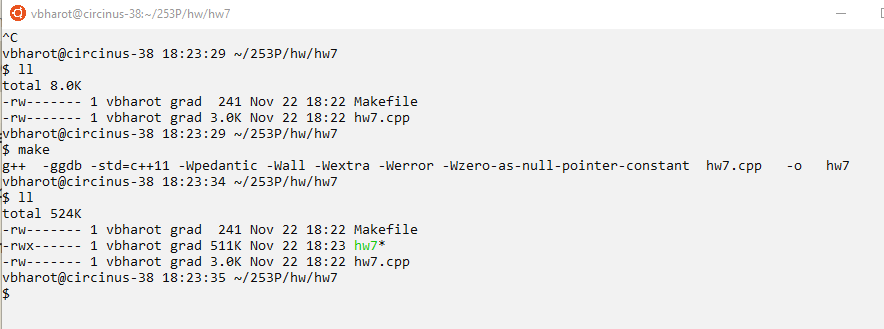 vbharot@circinus-38:~/253P/hw/hw7
^C
vbharot@circinus-38 18:23:29 ~/253P/hw/hw7
$ ll
total 8.0K
-rw------- 1 vbharot grad  241 Nov 22 18:22 Makefile
-rw------- 1 vbharot grad 3.0K Nov 22 18:22 hw7.cpp
vbharot@circinus-38 18:23:29 ~/253P/hw/hw7
$ make
g++  -ggdb -std=c++11 -Wpedantic -Wall -Wextra -Werror -Wzero-as-null-pointer-constant  hw7.cpp   -o   hw7
vbharot@circinus-38 18:23:34 ~/253P/hw/hw7
$ ll
total 524K
-rw------- 1 vbharot grad  241 Nov 22 18:22 Makefile
-rwx------ 1 vbharot grad 511K Nov 22 18:23 hw7*
-rw------- 1 vbharot grad 3.0K Nov 22 18:22 hw7.cpp
vbharot@circinus-38 18:23:35 ~/253P/hw/hw7
$